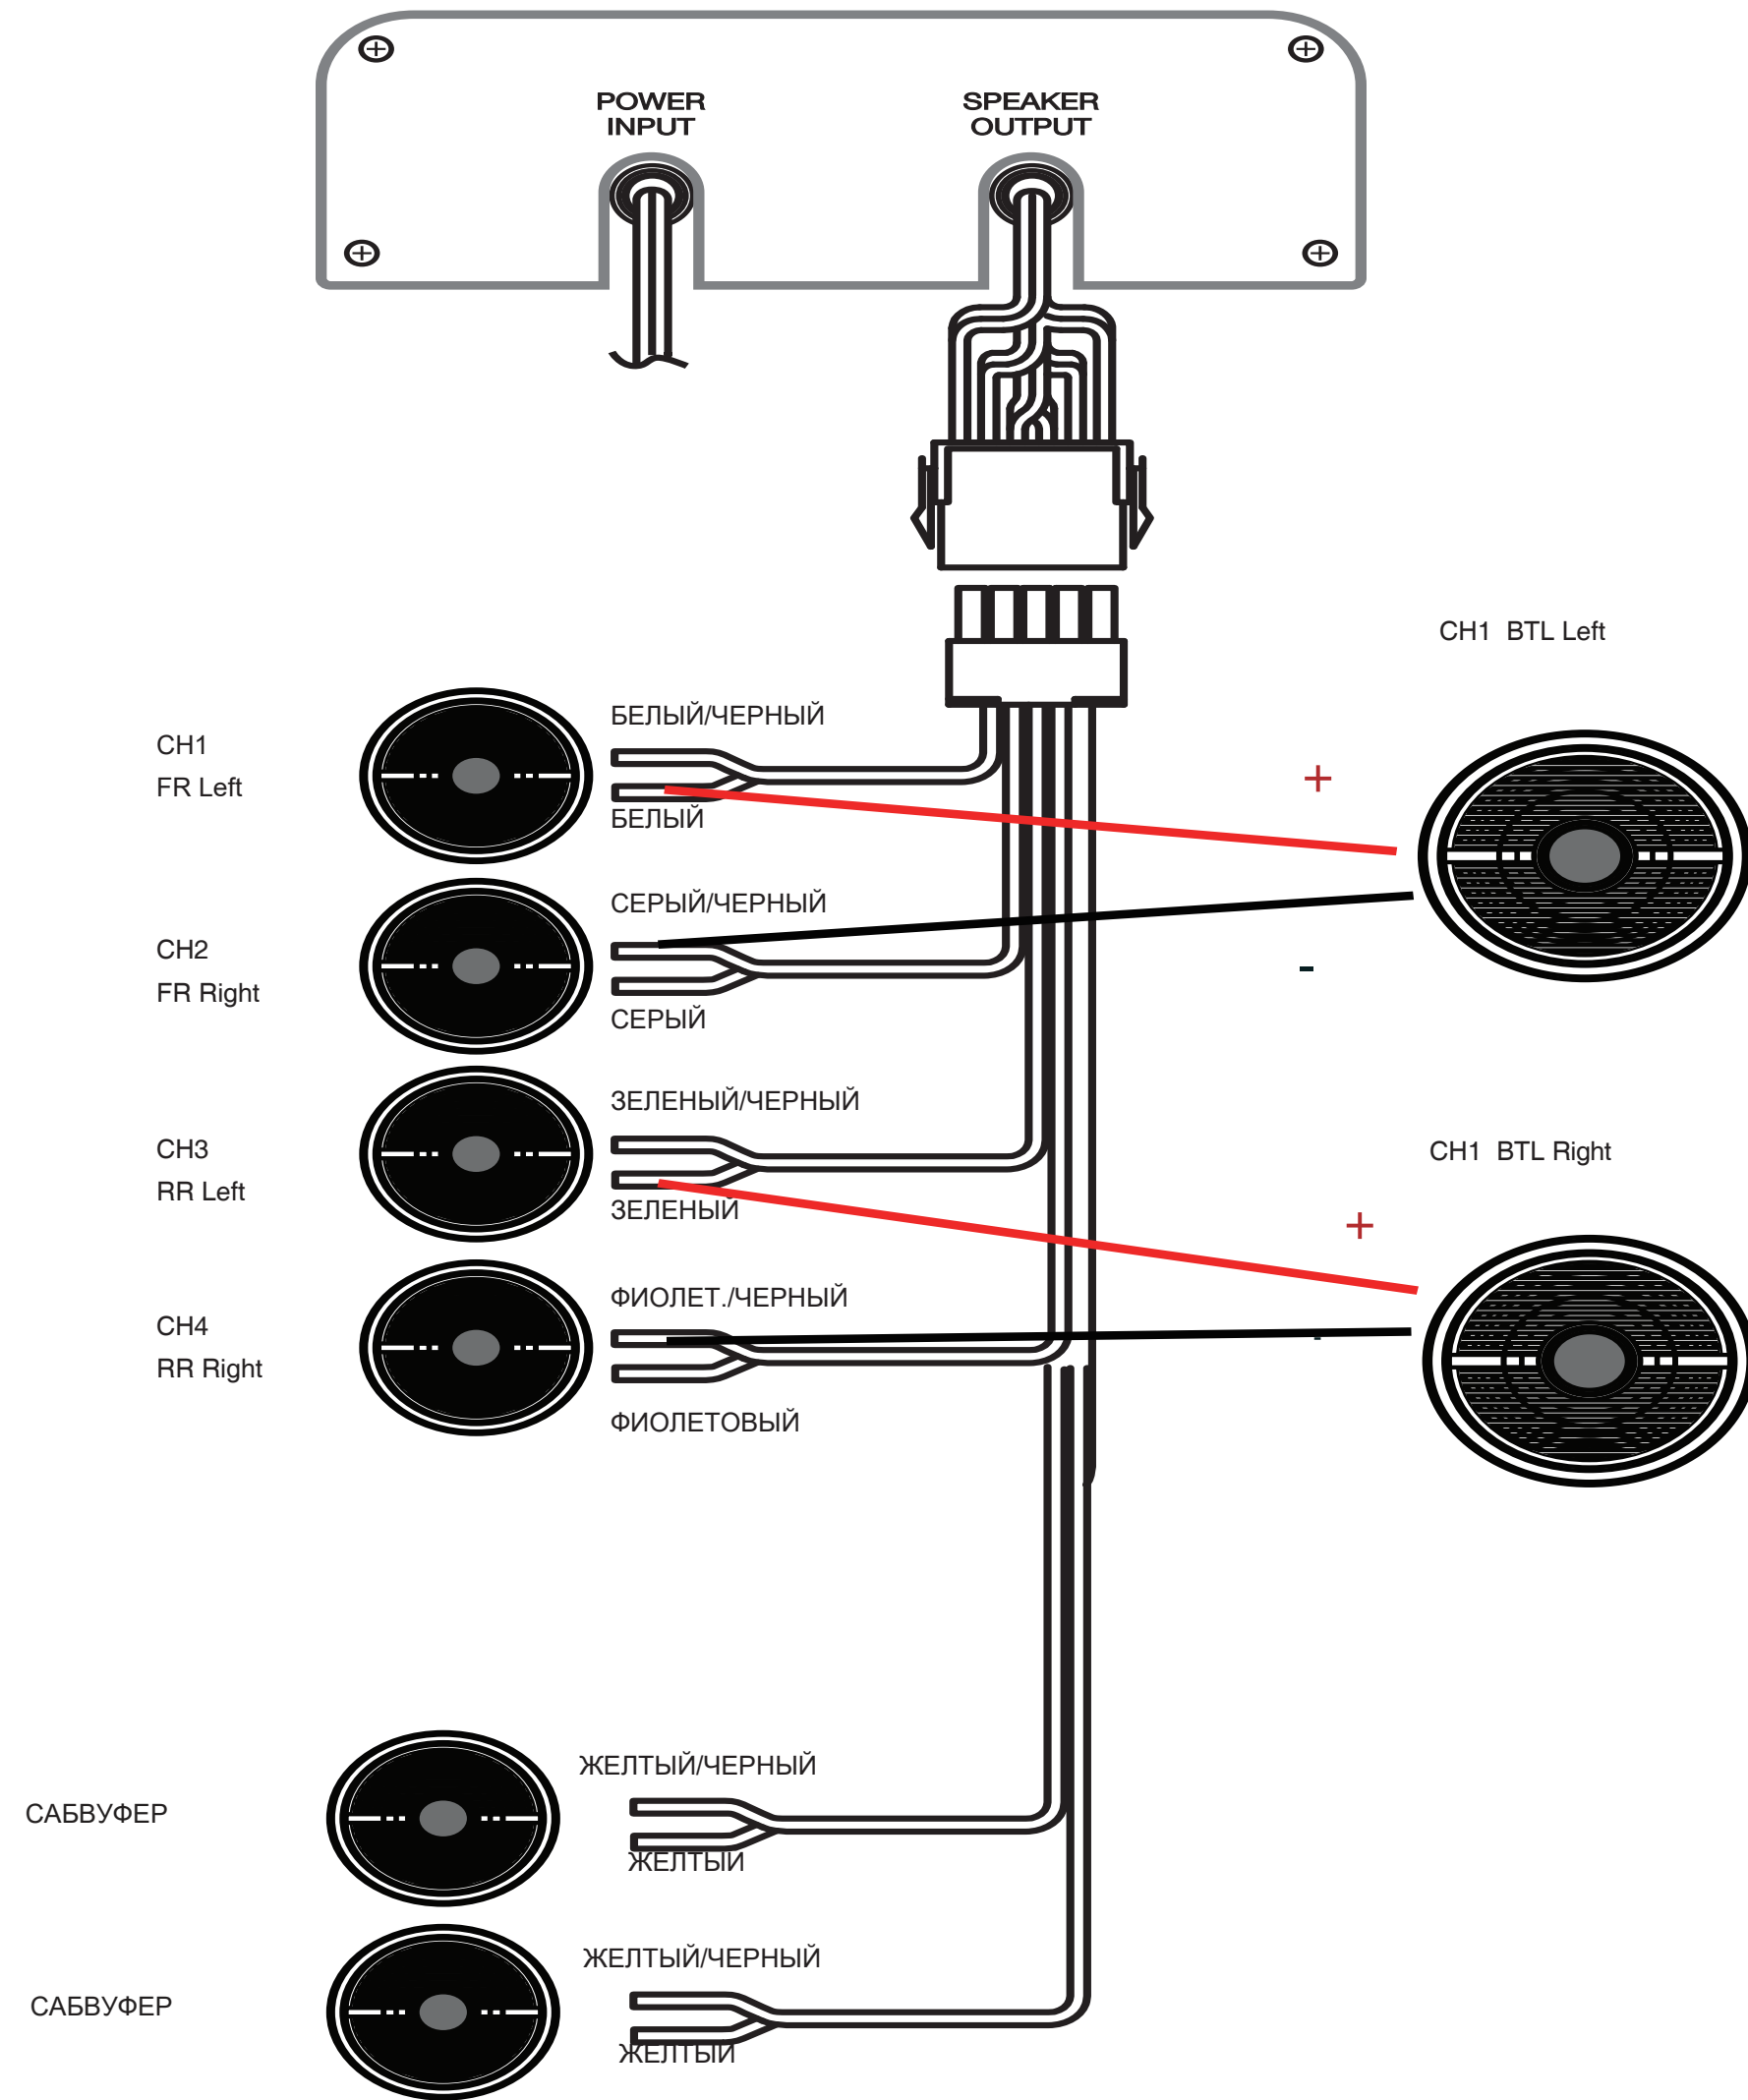 POWER
INPUT
SPEAKER
OUTPUT
CH1 BTL Left
CH1
FR Left
БЕЛЫЙ/ЧЕРНЫЙ
БЕЛЫЙ
+
-
CH2
FR Right
СЕРЫЙ/ЧЕРНЫЙ
СЕРЫЙ
CH3
RR Left
ЗЕЛЕНЫЙ/ЧЕРНЫЙ
ЗЕЛЕНЫЙ
CH1 BTL Right
+
-
CH4
RR Right
ФИОЛЕТ./ЧЕРНЫЙ
ФИОЛЕТОВЫЙ
САБВУФЕР
ЖЕЛТЫЙ/ЧЕРНЫЙ
ЖЕЛТЫЙ
САБВУФЕР
ЖЕЛТЫЙ/ЧЕРНЫЙ
ЖЕЛТЫЙ